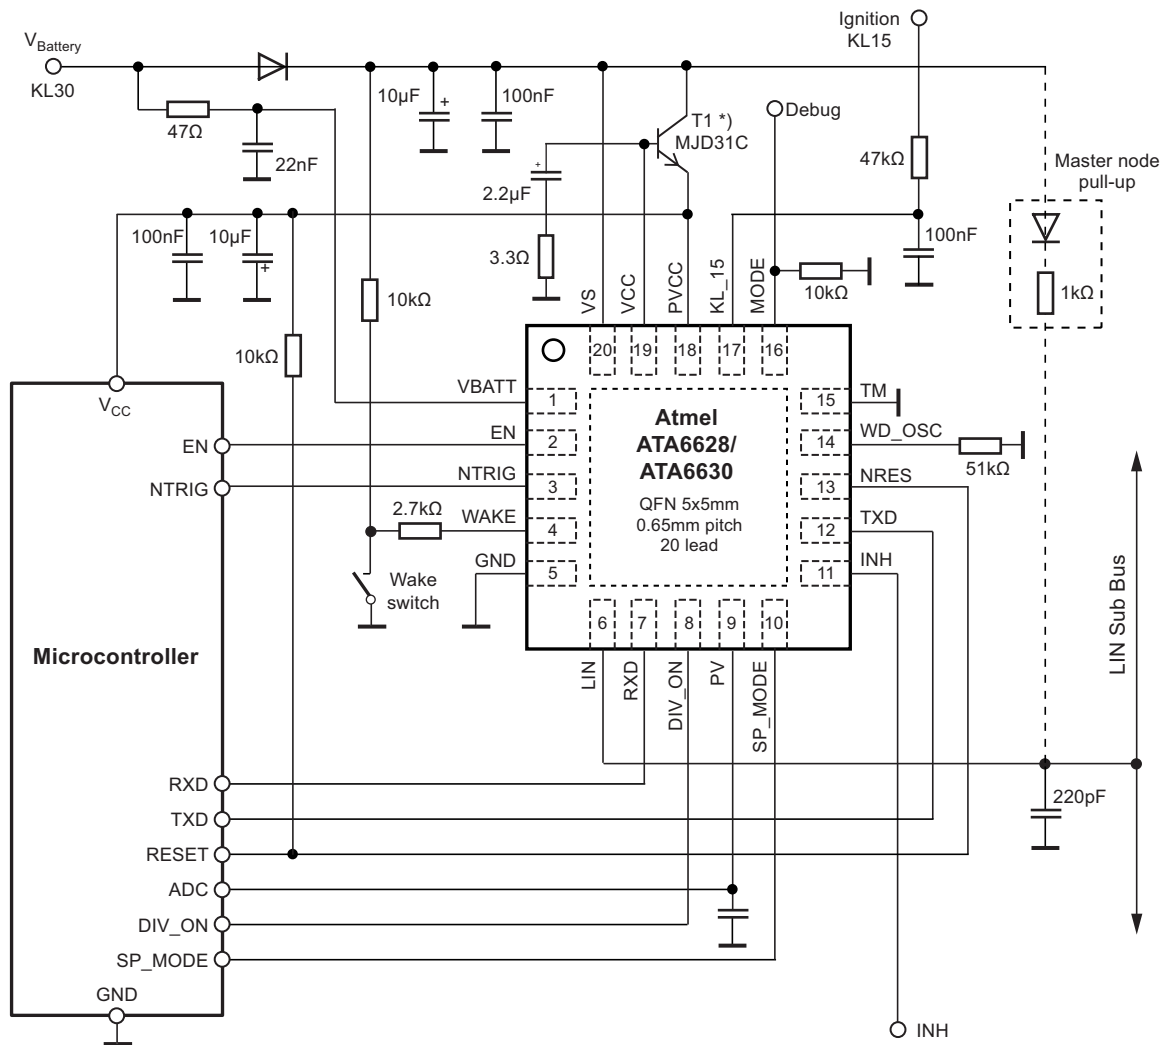 Ignition
KL15
VBattery
KL30
47Ω
22nF
10µF
+
100nF
T1 *)
MJD31C
Debug
47kΩ
Master node
pull-up
+
2.2µF
3.3Ω
100nF
10µF
+
100nF
10kΩ
1kΩ
10kΩ
10kΩ
VS
VCC
PVCC
KL_15
MODE
20
19
18
17
16
VCC
EN
NTRIG
VBATT
EN
NTRIG
WAKE
GND
2.7kΩ
Wake
switch
1
2
3
4
5
Atmel
ATA6628/
ATA6630
QFN 5x5mm
0.65mm pitch
20 lead
15
14
13
12
11
TM
WD_OSC
51kΩ
NRES
TXD
INH
6
7
8
9
10
LIN
RXD
DIV_ON
PV
SP_MODE
LIN Sub Bus
Microcontroller
RXD
TXD
RESET
ADC
DIV_ON
SP_MODE
GND
220pF
INH